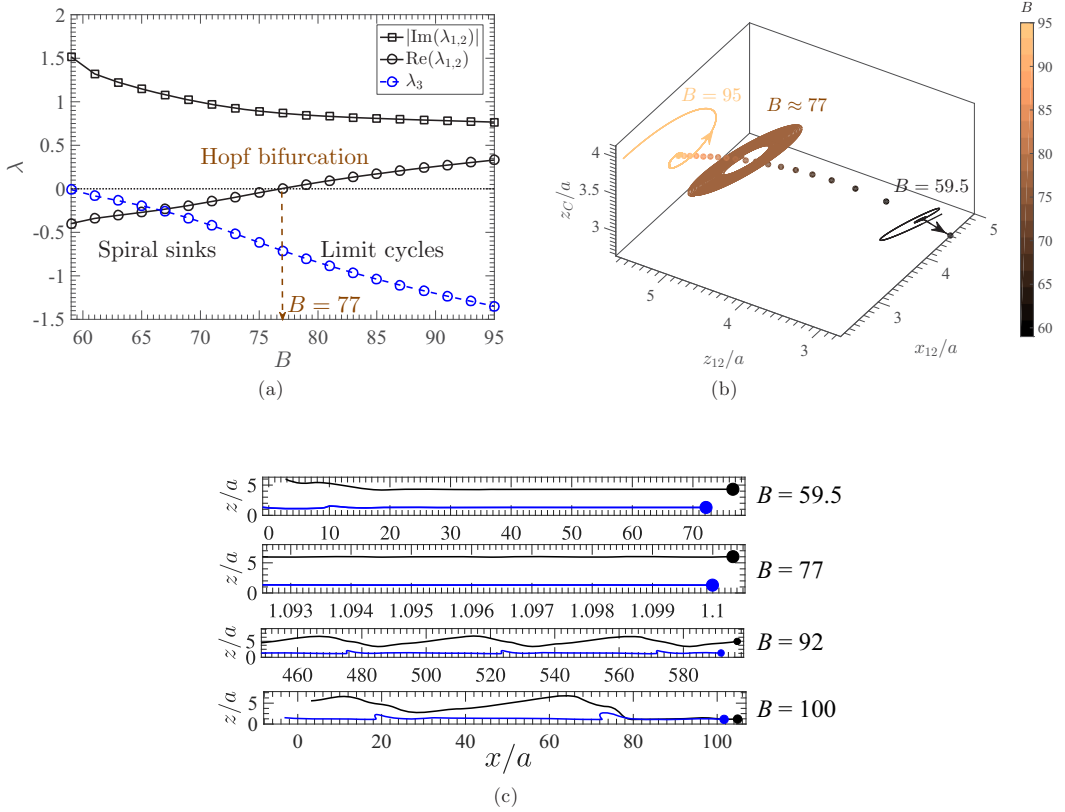 1.5
1
0.5
0
-0.5
-1
-1.5
λ
|Im(λ1,2)|
Re(λ1,2)
λ3
Hopf bifurcation
Spiral sinks
Limit cycles
B = 77
60 65 70 75 80 85 90 95
B
(a)
B
95
90
85
80
75
70
65
60
B = 95
B ≈ 77
B = 59.5
4
3.5
3
zC/a
5
4
3
z12/a
3
4
5
x12/a
(b)
z/a
5
0
B = 59.5
0 10 20 30 40 50 60 70
z/a
5
0
B = 77
1.093 1.094 1.095 1.096 1.097 1.098 1.099 1.1
z/a
5
0
B = 92
460 480 500 520 540 560 580
z/a
5
0
B = 100
0 20 40 60 80 100
x/a
(c)